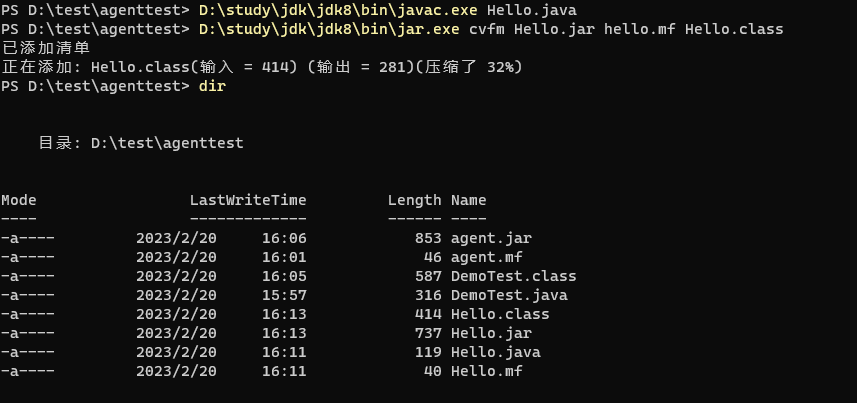 PS D:\test\agenttest> D:\study\jdk\jdk8\bin\javac.exe Hello.java
PS D:\test\agenttest> D:\study\jdk\jdk8\bin\jar.exe cvfm Hello.jar hello.mf Hello.class
已添加清单
正在添加: Hello.class(输入 = 414) (输出 = 281)(压缩了 32%)
PS D:\test\agenttest> dir
目录: D:\test\agenttest
Mode                 LastWriteTime         Length Name
----                 -------------         ------ ----
-a----         2023/2/20     16:06            853 agent.jar
-a----         2023/2/20     16:01             46 agent.mf
-a----         2023/2/20     16:05            587 DemoTest.class
-a----         2023/2/20     15:57            316 DemoTest.java
-a----         2023/2/20     16:13            414 Hello.class
-a----         2023/2/20     16:13            737 Hello.jar
-a----         2023/2/20     16:11            119 Hello.java
-a----         2023/2/20     16:11             40 Hello.mf